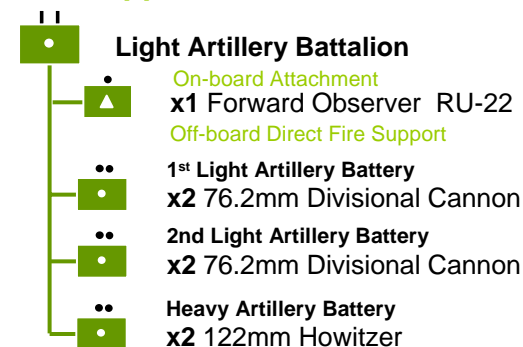 Light Artillery Battalion
On-board Attachment
x1 Forward Observer RU-22
Off-board Direct Fire Support
1st Light Artillery Battery
x2 76.2mm Divisional Cannon
2nd Light Artillery Battery
x2 76.2mm Divisional Cannon
Heavy Artillery Battery
x2 122mm Howitzer